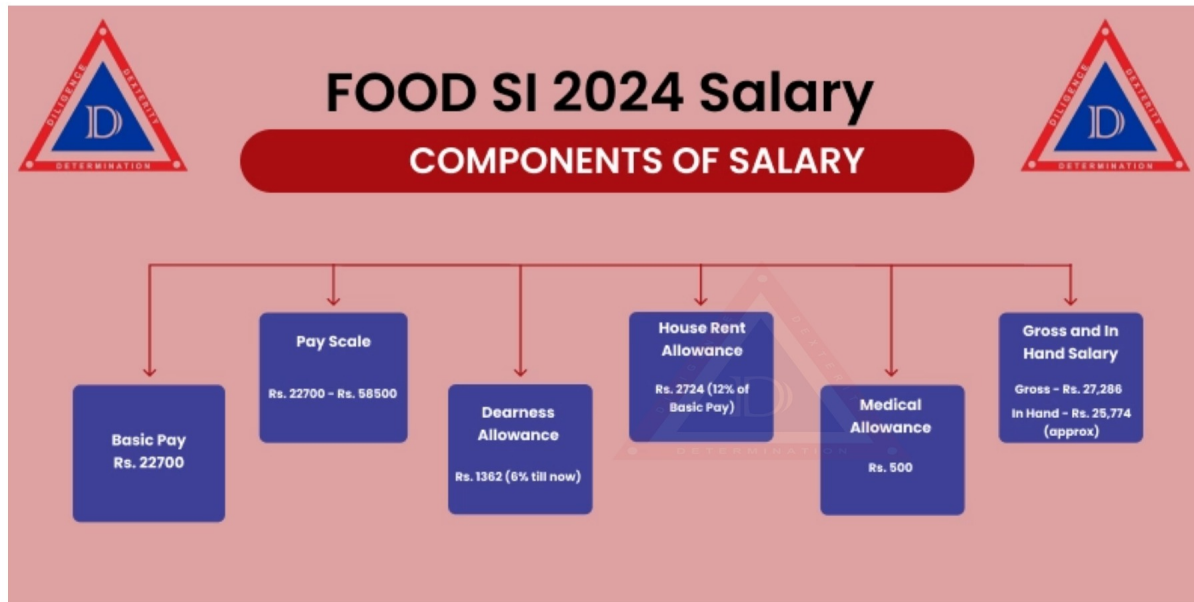 DILIGENCE
DEXTERITY
D
DETERMINATION
FOOD SI 2024 Salary
COMPONENTS OF SALARY
DILIGENCE
DEXTERITY
D
DETERMINATION
Basic Pay
Rs. 22700
Pay Scale
Rs. 22700 - Rs. 58500
Dearness
Allowance
Rs. 1362 (6% till now)
House Rent
Allowance
Rs. 2724 (12% of
Basic Pay)
Medical
Allowance
Rs. 500
Gross and In
Hand Salary
Gross - Rs. 27,286
In Hand - Rs. 25,774
(approx)
D
DETERMINATION